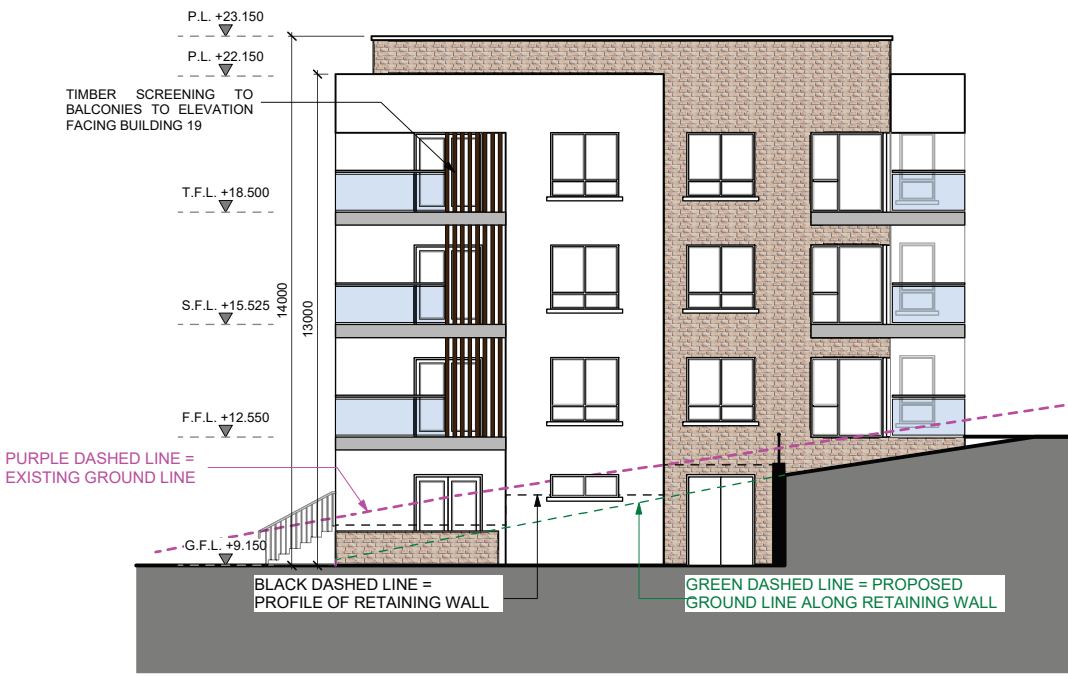 P.L. +23.150
P.L. +22.150
TIMBER SCREENING TO
BALCONIES TO ELEVATION
FACING BUILDING 19
T.F.L. +18.500
S.F.L. +15.525
14000
13000
F.F.L. +12.550
PURPLE DASHED LINE =
EXISTING GROUND LINE
G.F.L. +9.150
BLACK DASHED LINE =
PROFILE OF RETAINING WALL
GREEN DASHED LINE = PROPOSED
GROUND LINE ALONG RETAINING WALL